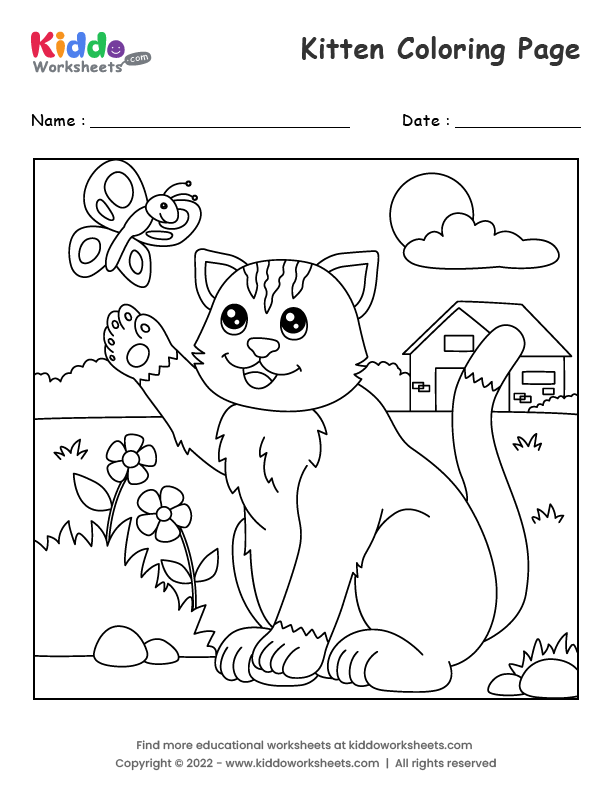 Kiddo
Worksheets.com
Kitten Coloring Page
Name : Date :
Find more educational worksheets at kiddoworksheets.com
Copyright © 2022 - www.kiddoworksheets.com | All rights reserved